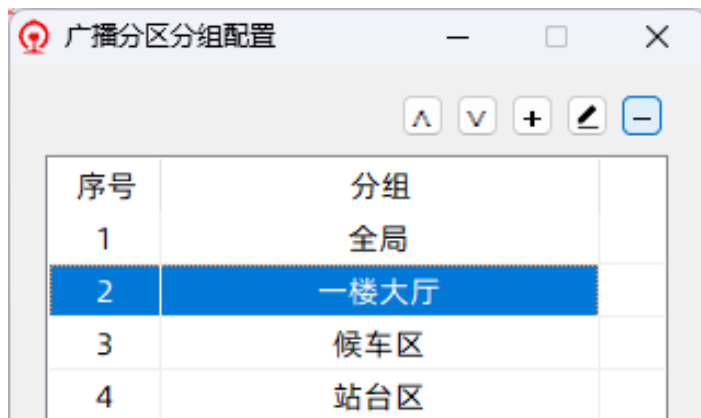 广播分区分组配置
序号 分组
1 全局
2 一楼大厅
3 候车区
4 站台区